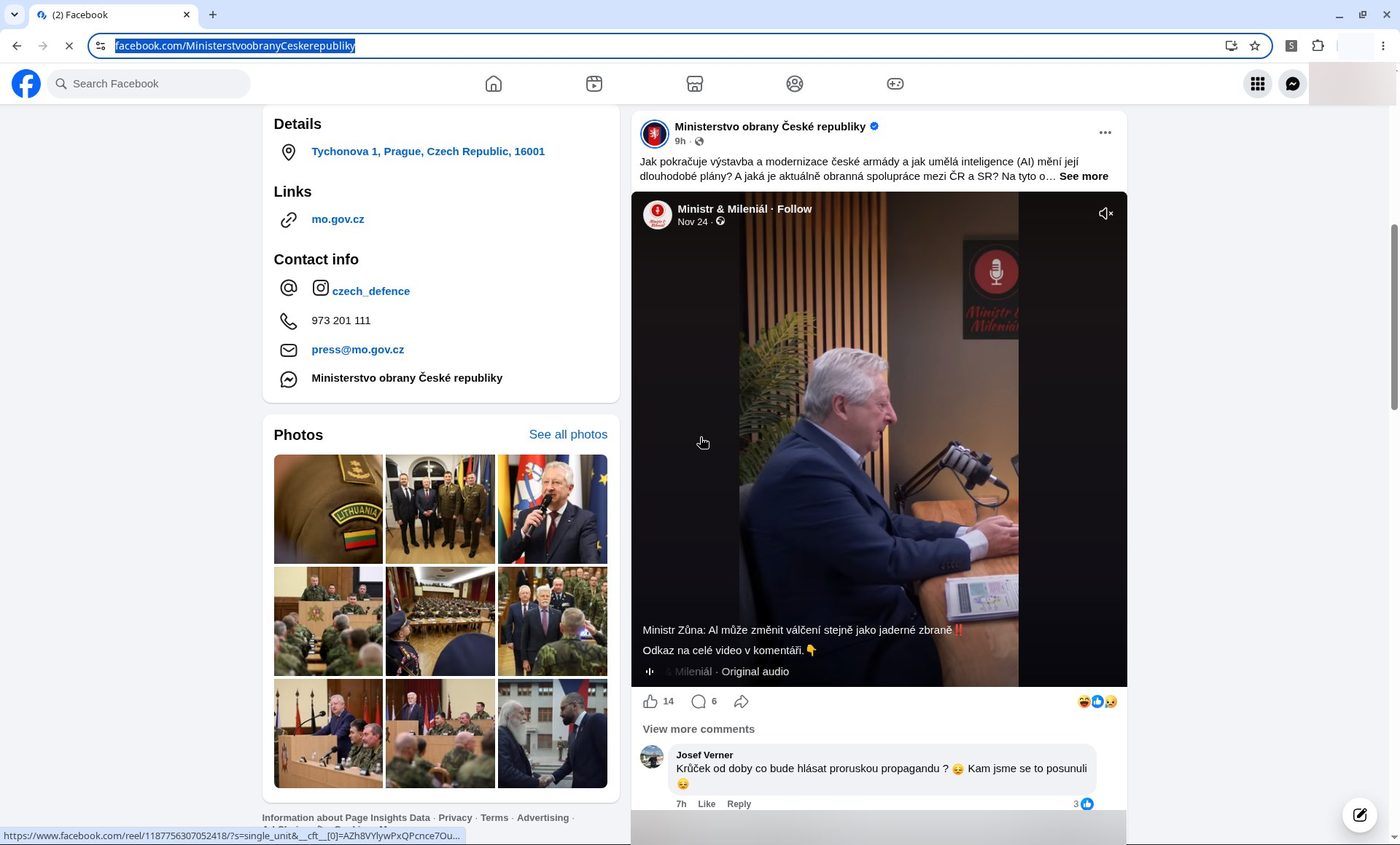 (2) Facebook
facebook.com/MinisterstvoobranyCeskerepubliky
S
Search Facebook
Details
Tychonova 1, Prague, Czech Republic, 16001
Links
mo.gov.cz
Contact info
czech_defence
973 201 111
press@mo.gov.cz
Ministerstvo obrany České republiky
Photos
See all photos
LITHUANIA
Information about Page Insights Data · Privacy · Terms · Advertising ·
https://www.facebook.com/reel/1187756307052418/?s=single_unit&__cft__[0]=AZh8VYlywPxQPcnce7Ou...
Ministerstvo obrany České republiky
9h ·
Jak pokračuje výstavba a modernizace české armády a jak umělá inteligence (AI) mění její
dlouhodobé plány? A jaká je aktuálně obranná spolupráce mezi ČR a SR? Na tyto o… See more
Ministr & Mileniál · Follow
Nov 24 ·
Ministr &
Mileniál
Ministr Zůna: AI může změnit válčení stejně jako jaderné zbraně‼️
Odkaz na celé video v komentáři.👇
& Mileniál · Original audio
14
6
View more comments
Josef Verner
Krůček od doby co bude hlásat proruskou propagandu ? 😔 Kam jsme se to posunuli
😔
7h Like Reply
3